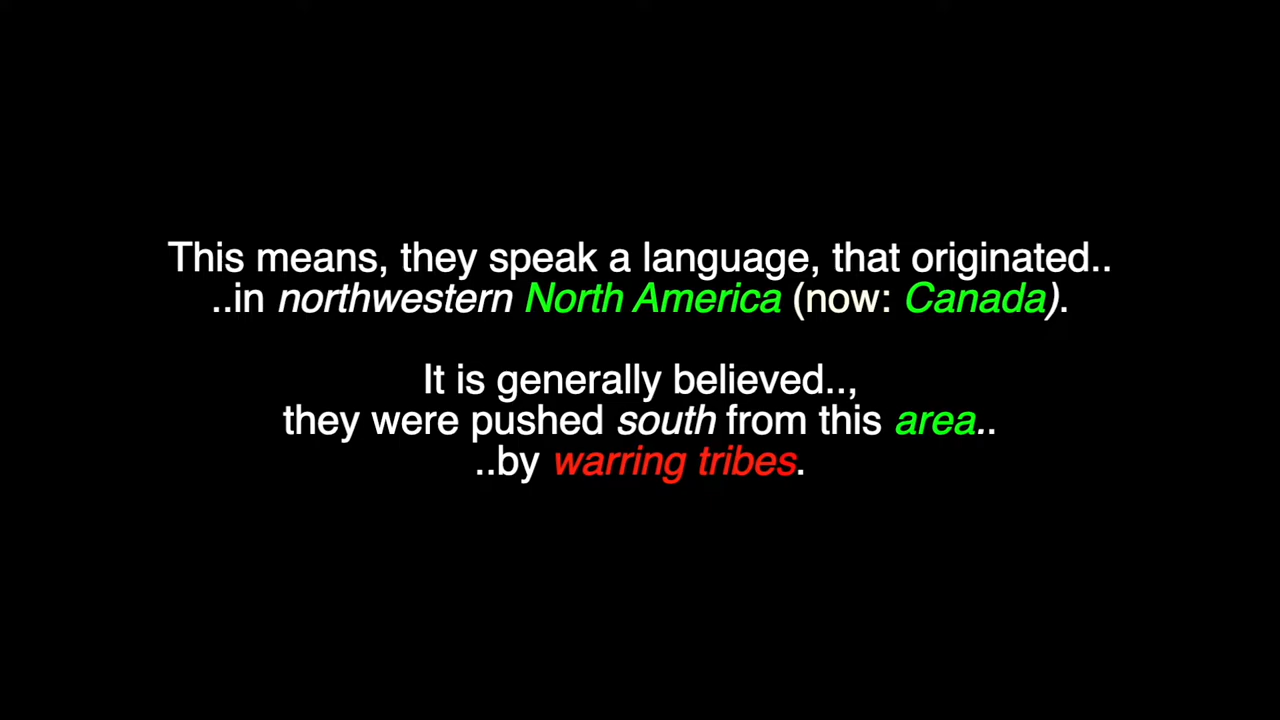 This means, they speak a language, that originated..
..in northwestern North America (now: Canada).
It is generally believed..,
they were pushed south from this area..
..by warring tribes.